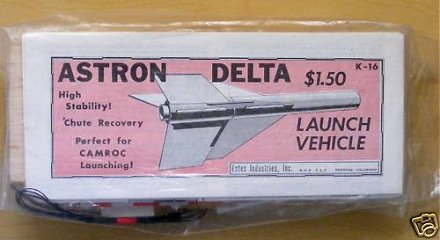 ASTRON DELTA $1.50 K-16
High
Stability!
'Chute Recovery
Perfect for
CAMROC
Launching!
LAUNCH
VEHICLE
Estes Industries, Inc.